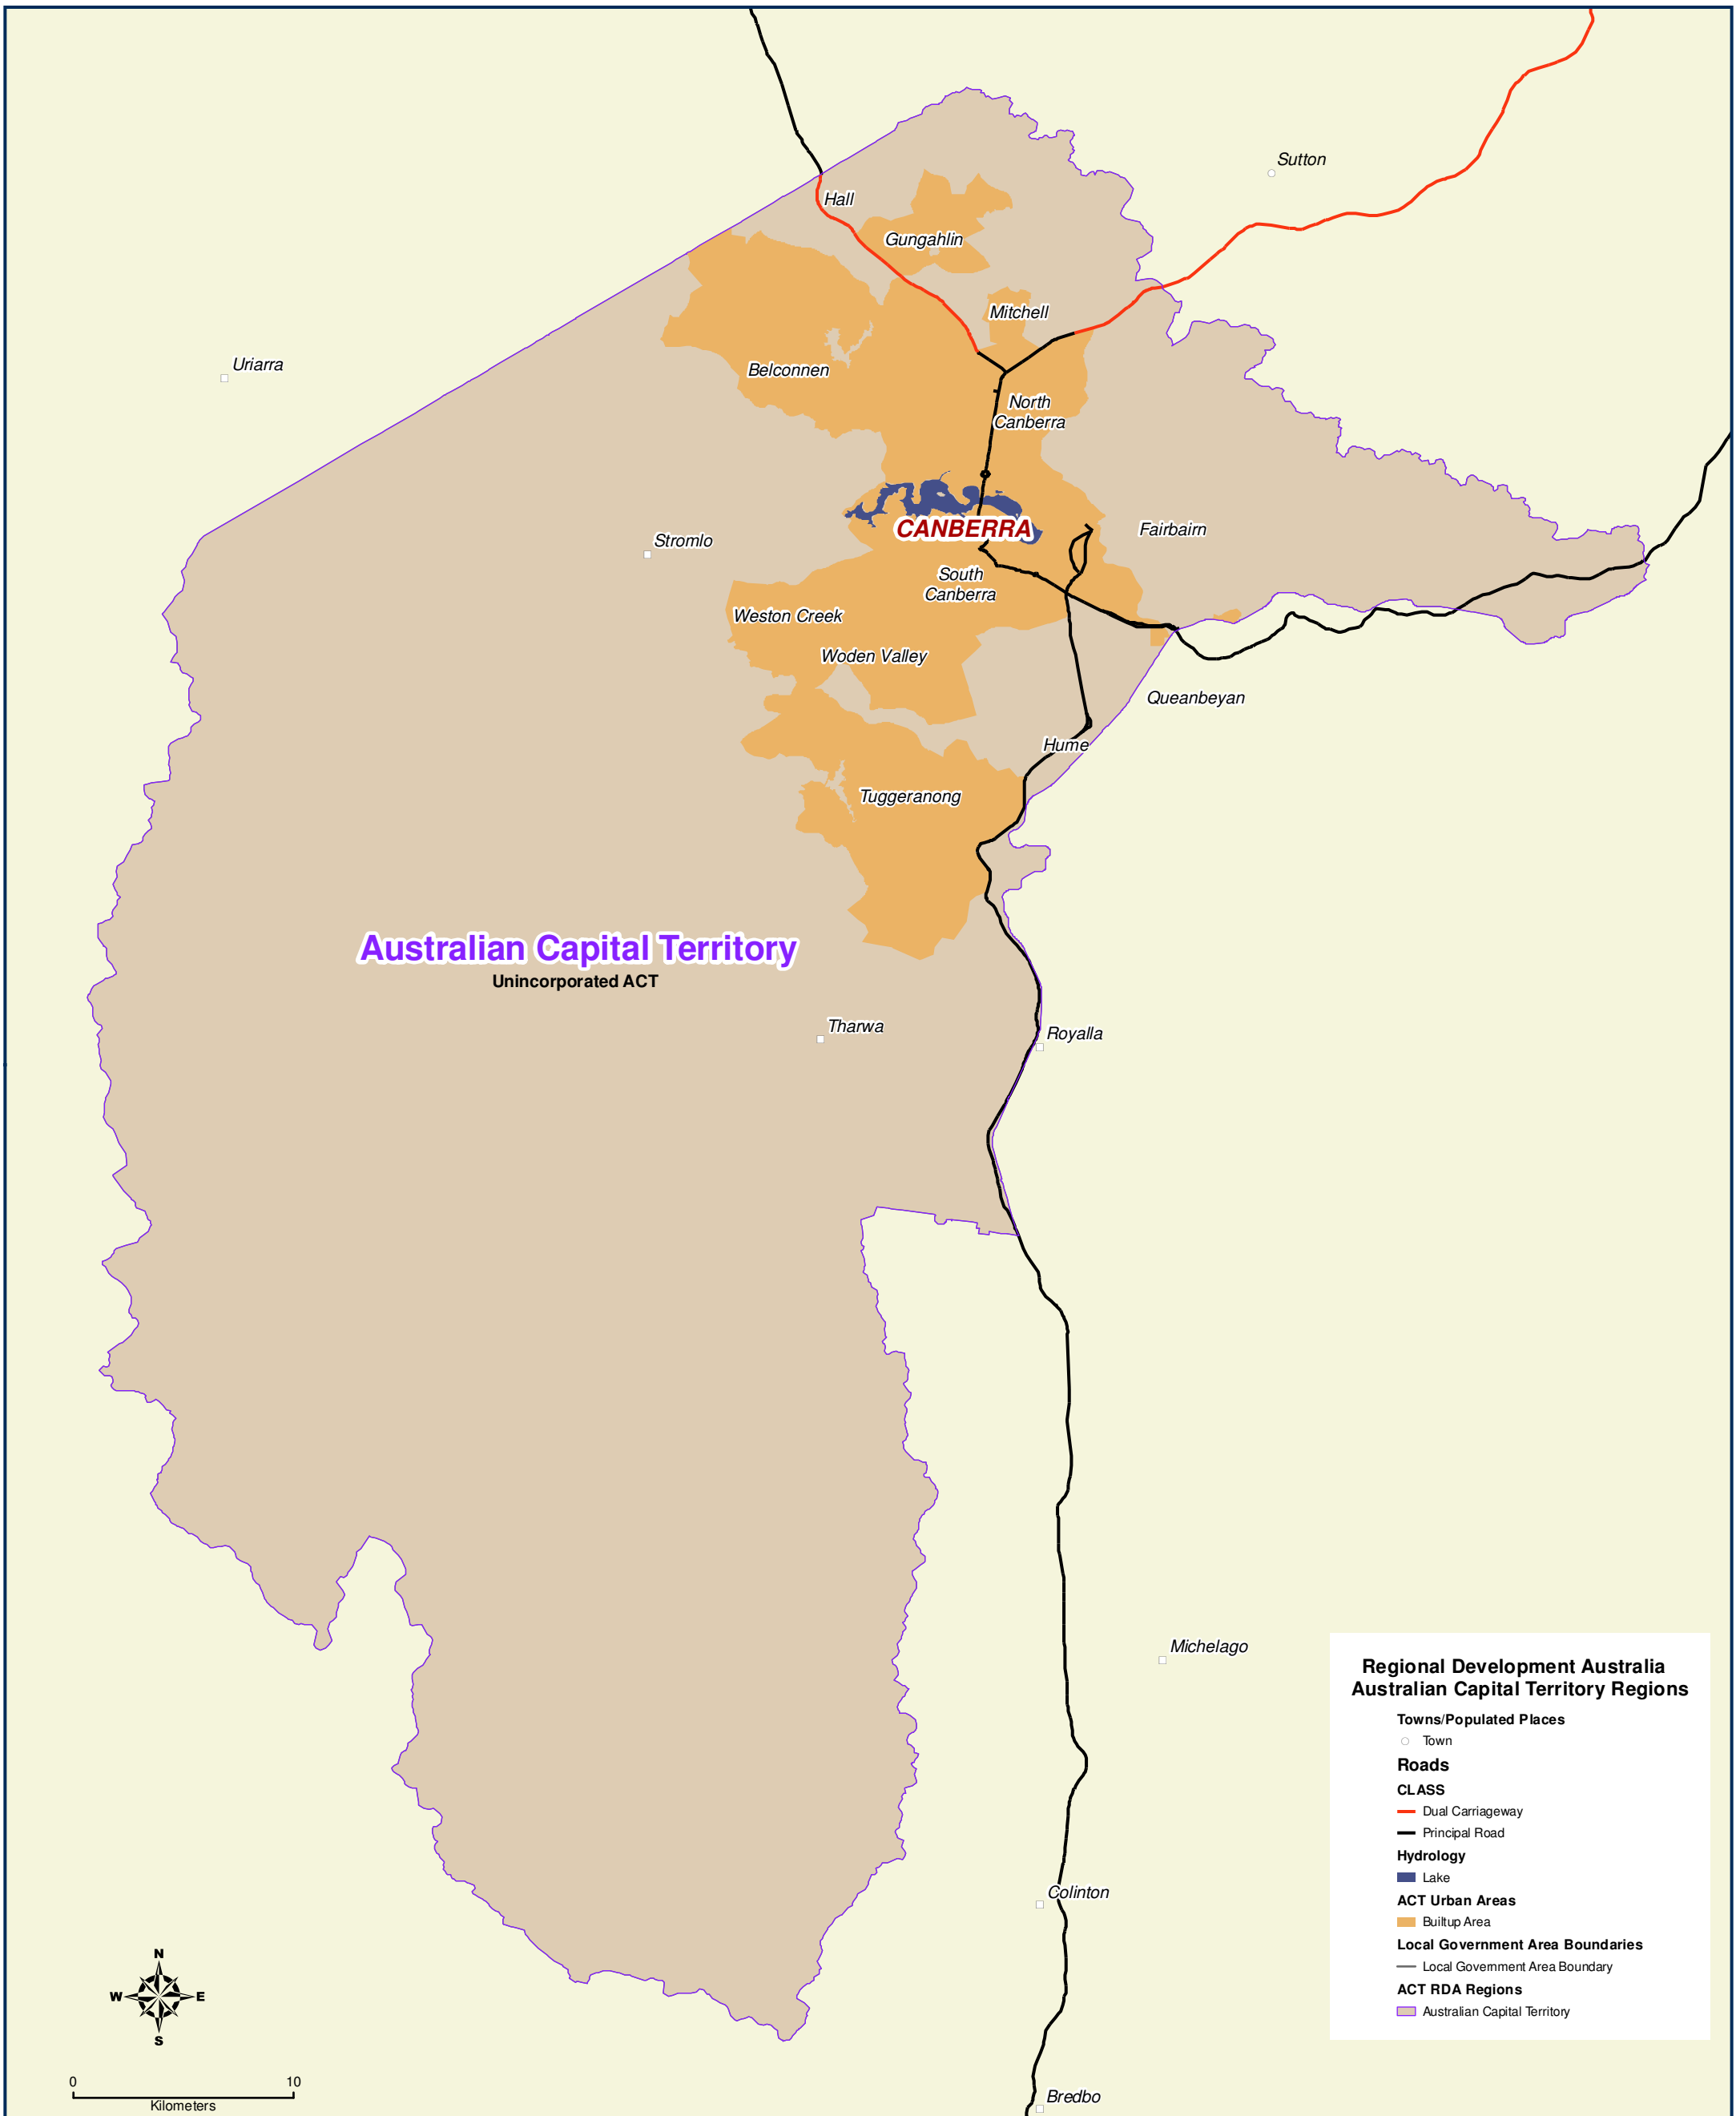 Sutton
Hall
Gungahlin
Mitchell
Uriarra
Belconnen
North
Canberra
CANBERRA
Fairbairn
Stromlo
South
Canberra
Weston Creek
Woden Valley
Queanbeyan
Hume
Tuggeranong
Australian Capital Territory
Unincorporated ACT
Tharwa
Royalla
Michelago
Colinton
Bredbo
Regional Development Australia
Australian Capital Territory Regions
Towns/Populated Places
Town
Roads
CLASS
Dual Carriageway
Principal Road
Hydrology
Lake
ACT Urban Areas
Builtup Area
Local Government Area Boundaries
Local Government Area Boundary
ACT RDA Regions
Australian Capital Territory
N
W E
S
0 10
Kilometers